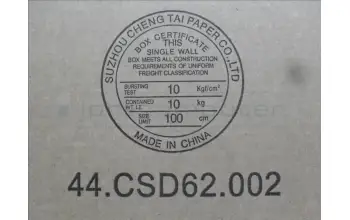 SUZHOU CHENG TAI PAPER CO.,LTD
BOX CERTIFICATE
THIS
SINGLE WALL
BOX MEETS ALL CONSTRUCTION
REQUIREMENTS OF UNIFORM
FREIGHT CLASSIFICATION
BURSTING TEST 10 Kgf/cm²
CONTAINED WT. LT. 10 kg
SIZE LIMIT 100 cm
MADE IN CHINA
44.CSD62.002